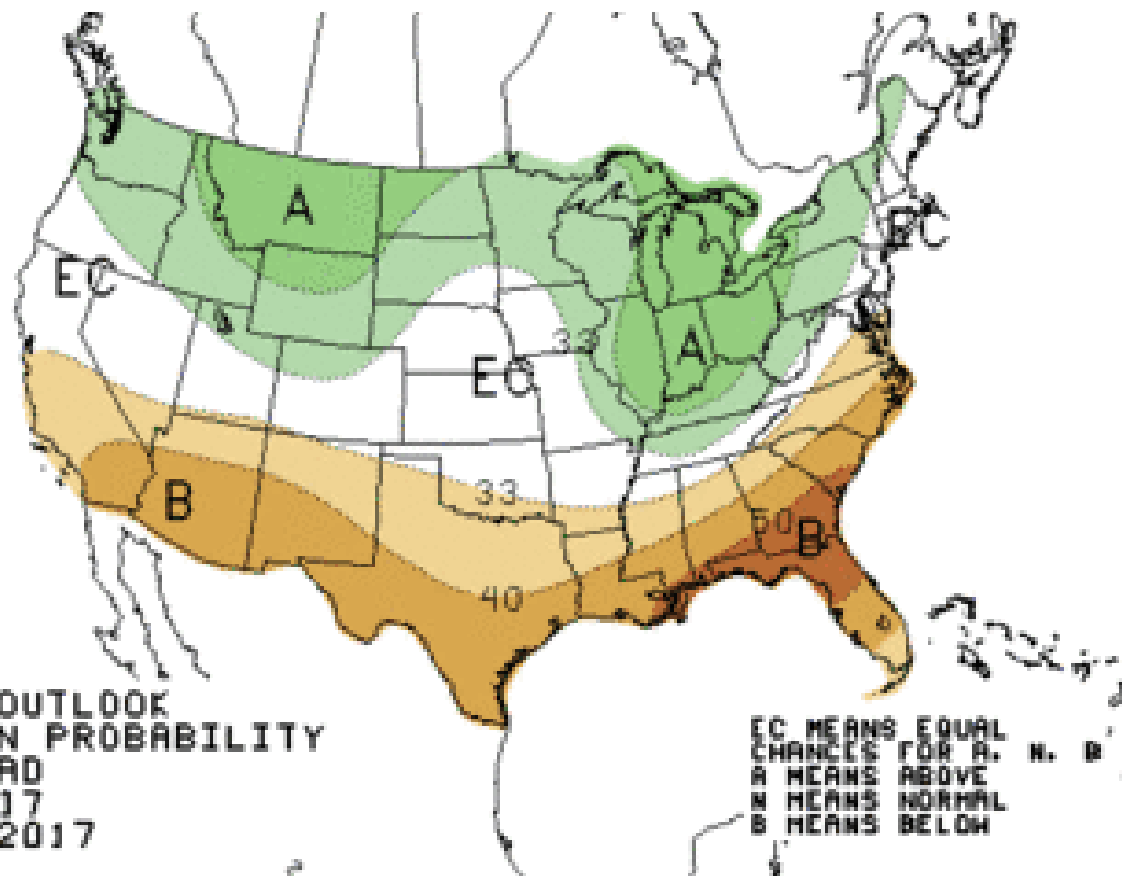 A
EC
EC
33
A
EC
B
33
50
B
40
OUTLOOK
N PROBABILITY
AD
17
2017
EC MEANS EQUAL
CHANCES FOR A, N, B
A MEANS ABOVE
N MEANS NORMAL
B MEANS BELOW